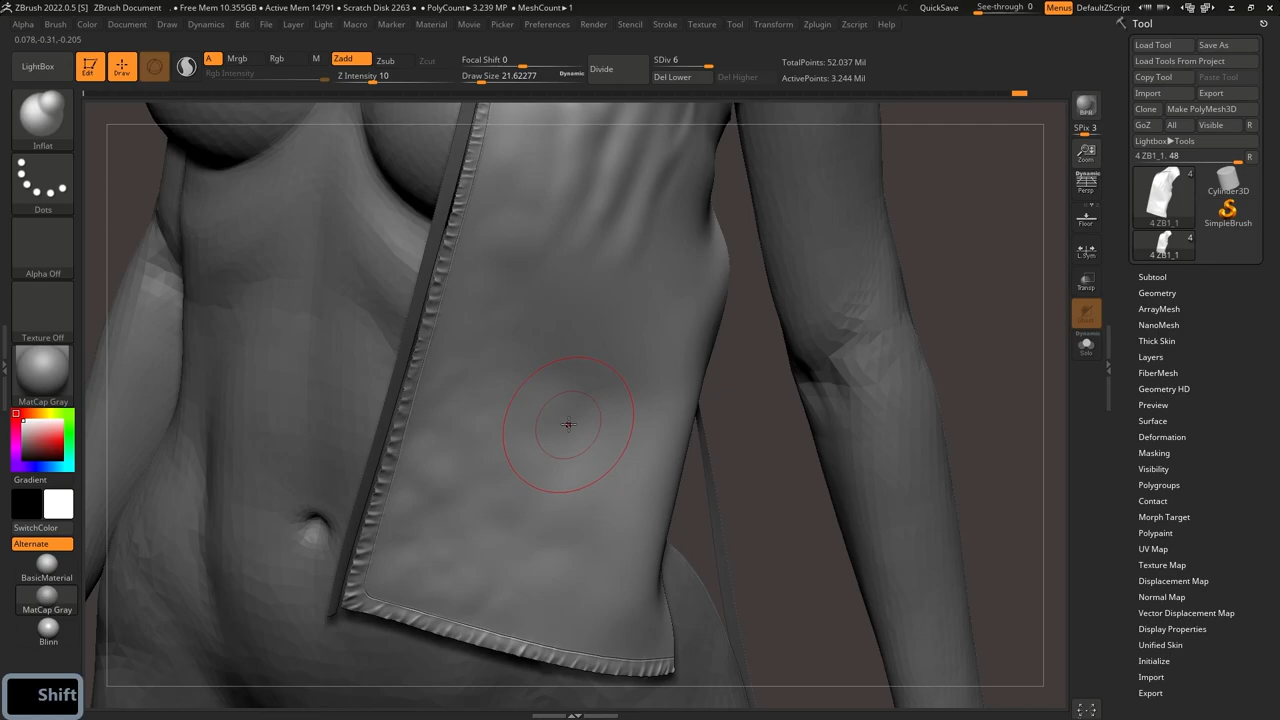 ZBrush 2022.0.5 [S] ZBrush Document • Free Mem 10.355GB • Active Mem 14791 • Scratch Disk 2263 • PolyCount▶3.239 MP • MeshCount▶1 AC QuickSave See-through 0 Menus DefaultZScript
Alpha Brush Color Document Draw Dynamics Edit File Layer Light Macro Marker Material Movie Picker Preferences Render Stencil Stroke Texture Tool Transform Zplugin Zscript Help
Tool
0.078,-0.31,-0.205
LightBox
Edit
Draw
A Mrgb Rgb M
Rgb Intensity
Zadd Zsub Zcut
Z Intensity 10
Focal Shift 0
Draw Size 21.62277
Dynamic
Divide
SDiv 6
Del Lower Del Higher
TotalPoints: 52.037 Mil
ActivePoints: 3.244 Mil
Load Tool Save As
Load Tools From Project
Copy Tool Paste Tool
Import Export
Clone Make PolyMesh3D
GoZ All Visible R
Lightbox▶Tools
4 ZB1_1. 48 R
4
4 ZB1_1
Cylinder3D
SimpleBrush
4
4 ZB1_1
Subtool
Geometry
ArrayMesh
NanoMesh
Thick Skin
Layers
FiberMesh
Geometry HD
Preview
Surface
Deformation
Masking
Visibility
Polygroups
Contact
Morph Target
Polypaint
UV Map
Texture Map
Displacement Map
Normal Map
Vector Displacement Map
Display Properties
Unified Skin
Initialize
Import
Export
BPR
SPix 3
Zoom
Dynamic
Persp
Floor
L.Sym
Transp
Dynamic
Solo
Inflat
Dots
Alpha Off
Texture Off
MatCap Gray
Gradient
SwitchColor
Alternate
BasicMaterial
MatCap Gray
Blinn
Shift